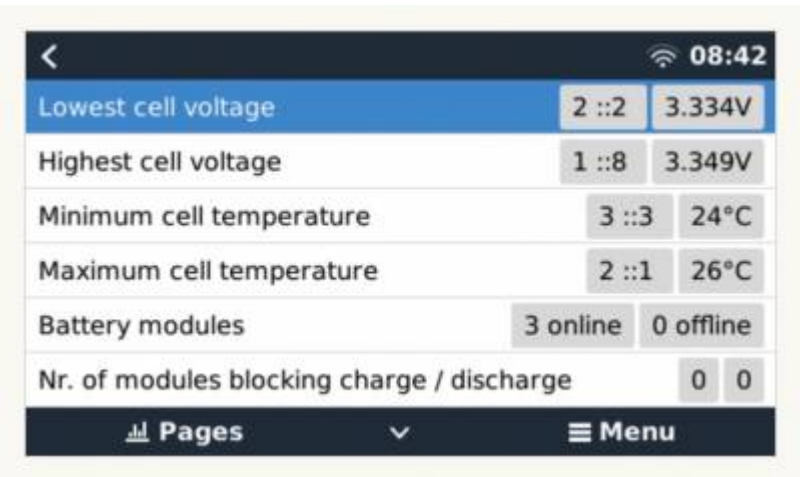 08:42
Lowest cell voltage 2 ::2 3.334V
Highest cell voltage 1 ::8 3.349V
Minimum cell temperature 3 ::3 24°C
Maximum cell temperature 2 ::1 26°C
Battery modules 3 online 0 offline
Nr. of modules blocking charge / discharge 0 0
Pages Menu